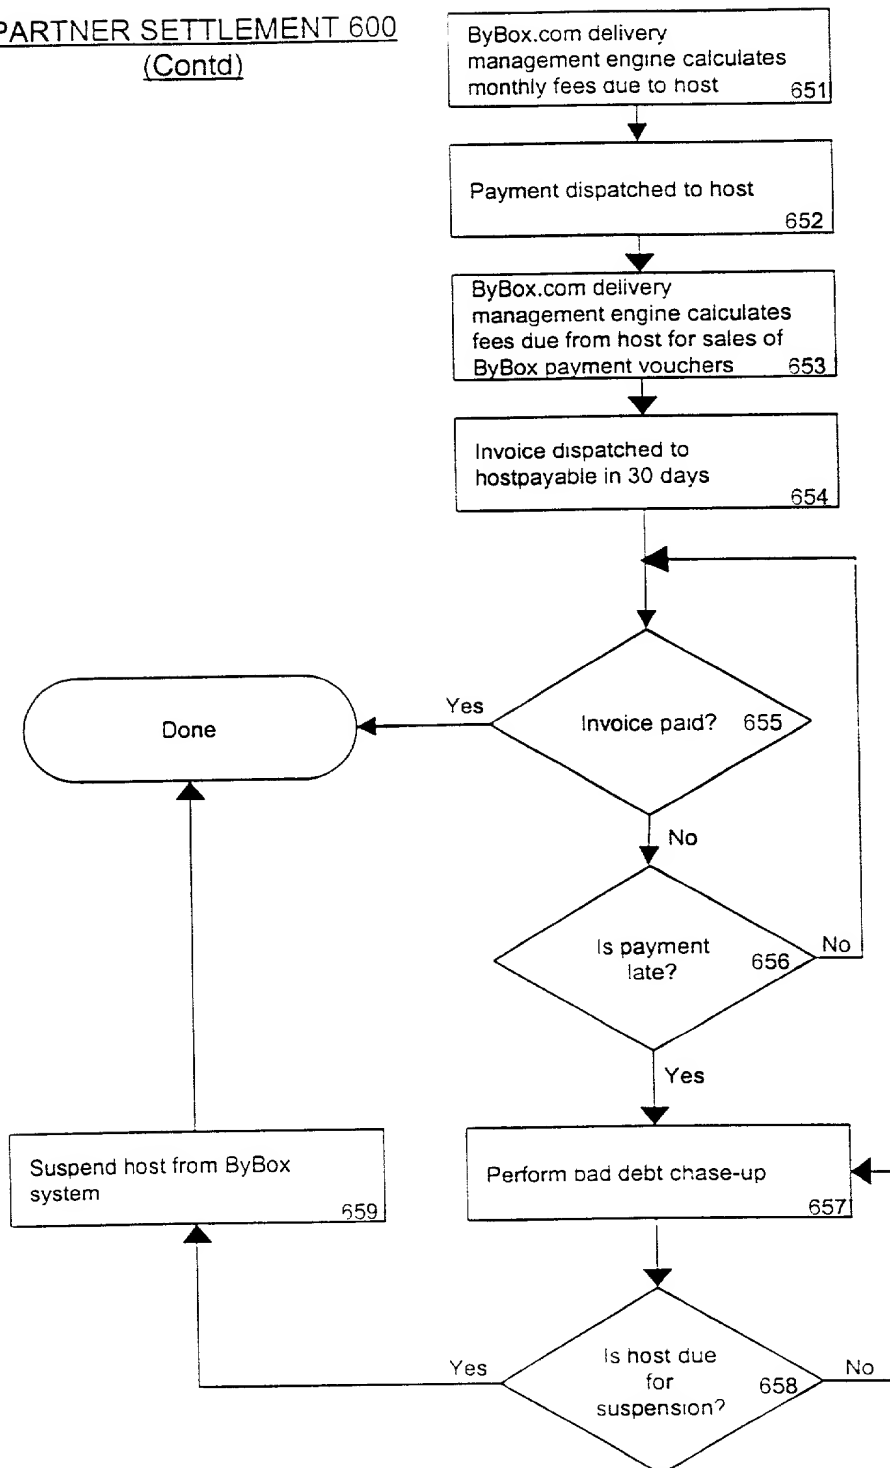 PARTNER SETTLEMENT 600
(Contd)
ByBox.com delivery
management engine calculates
monthly fees due to host
651
Payment dispatched to host
652
ByBox.com delivery
management engine calculates
fees due from host for sales of
ByBox payment vouchers
653
Invoice dispatched to
hostpayable in 30 days
654
Done
Yes
Invoice paid?
655
No
Is payment
late?
656
No
Yes
Suspend host from ByBox
system
659
Perform bad debt chase-up
657
Yes
Is host due
for
suspension?
658
No